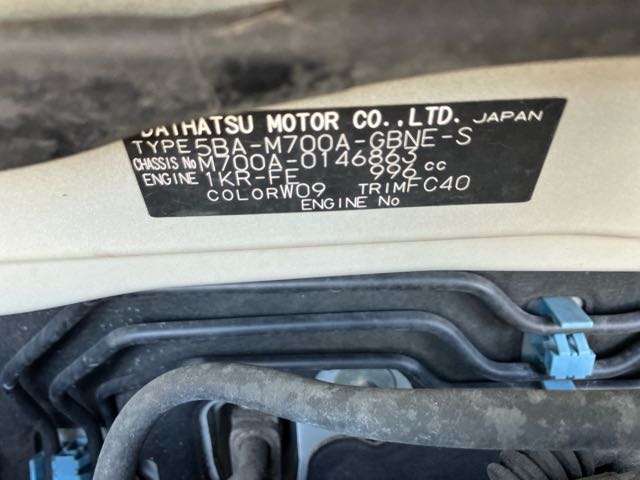 DAIHATSU MOTOR CO.,LTD. JAPAN
TYPE 5BA-M700A-GBNE-S
CHASSIS No M700A-0146863
ENGINE 1KR-FE 996 cc
COLOR W09 TRIM FC40
ENGINE No